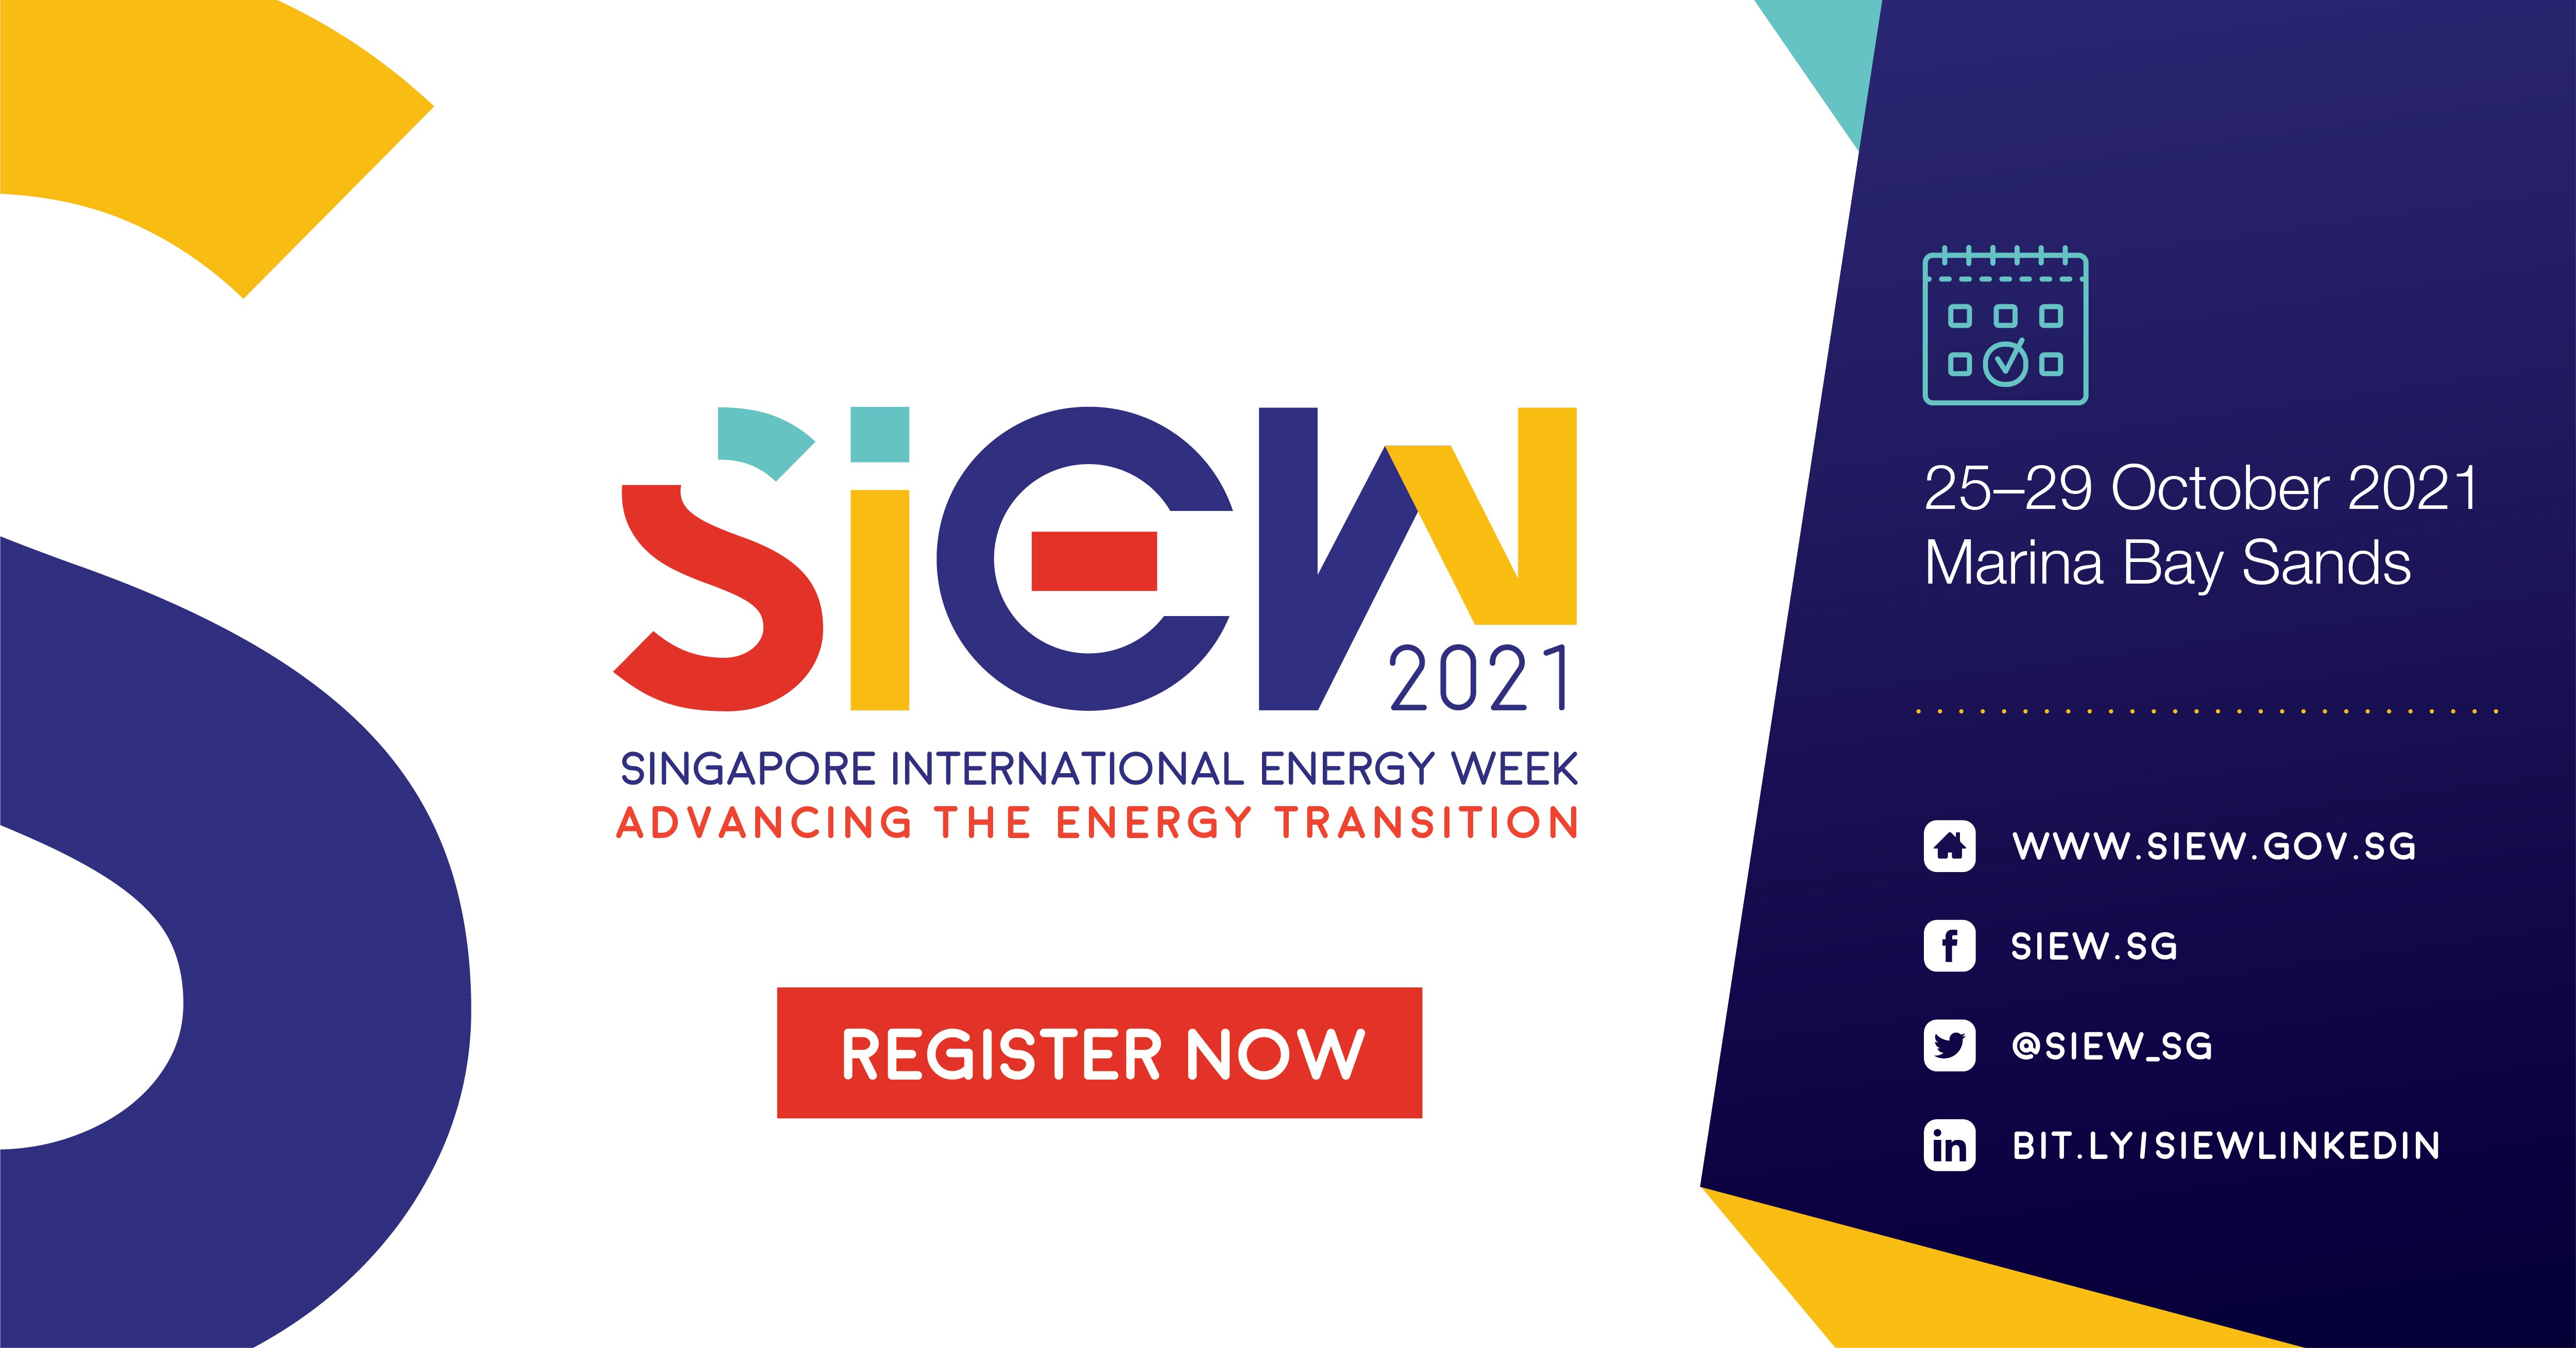 SiEW
2021
SINGAPORE INTERNATIONAL ENERGY WEEK
ADVANCING THE ENERGY TRANSITION
REGISTER NOW
25–29 October 2021
Marina Bay Sands
WWW.SIEW.GOV.SG
f SIEW.SG
@SIEW_SG
in BIT.LY/SIEWLINKEDIN